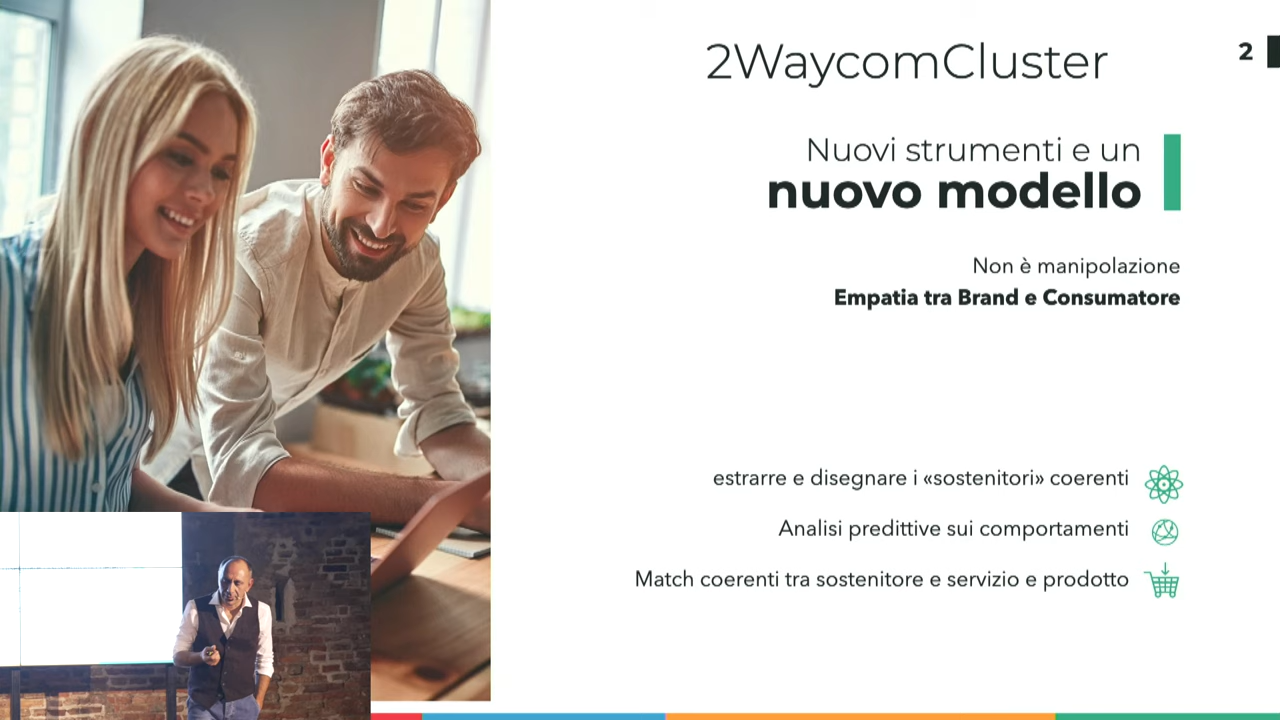 2WaycomCluster
2
Nuovi strumenti e un
nuovo modello
Non è manipolazione
Empatia tra Brand e Consumatore
estrarre e disegnare i «sostenitori» coerenti
Analisi predittive sui comportamenti
Match coerenti tra sostenitore e servizio e prodotto